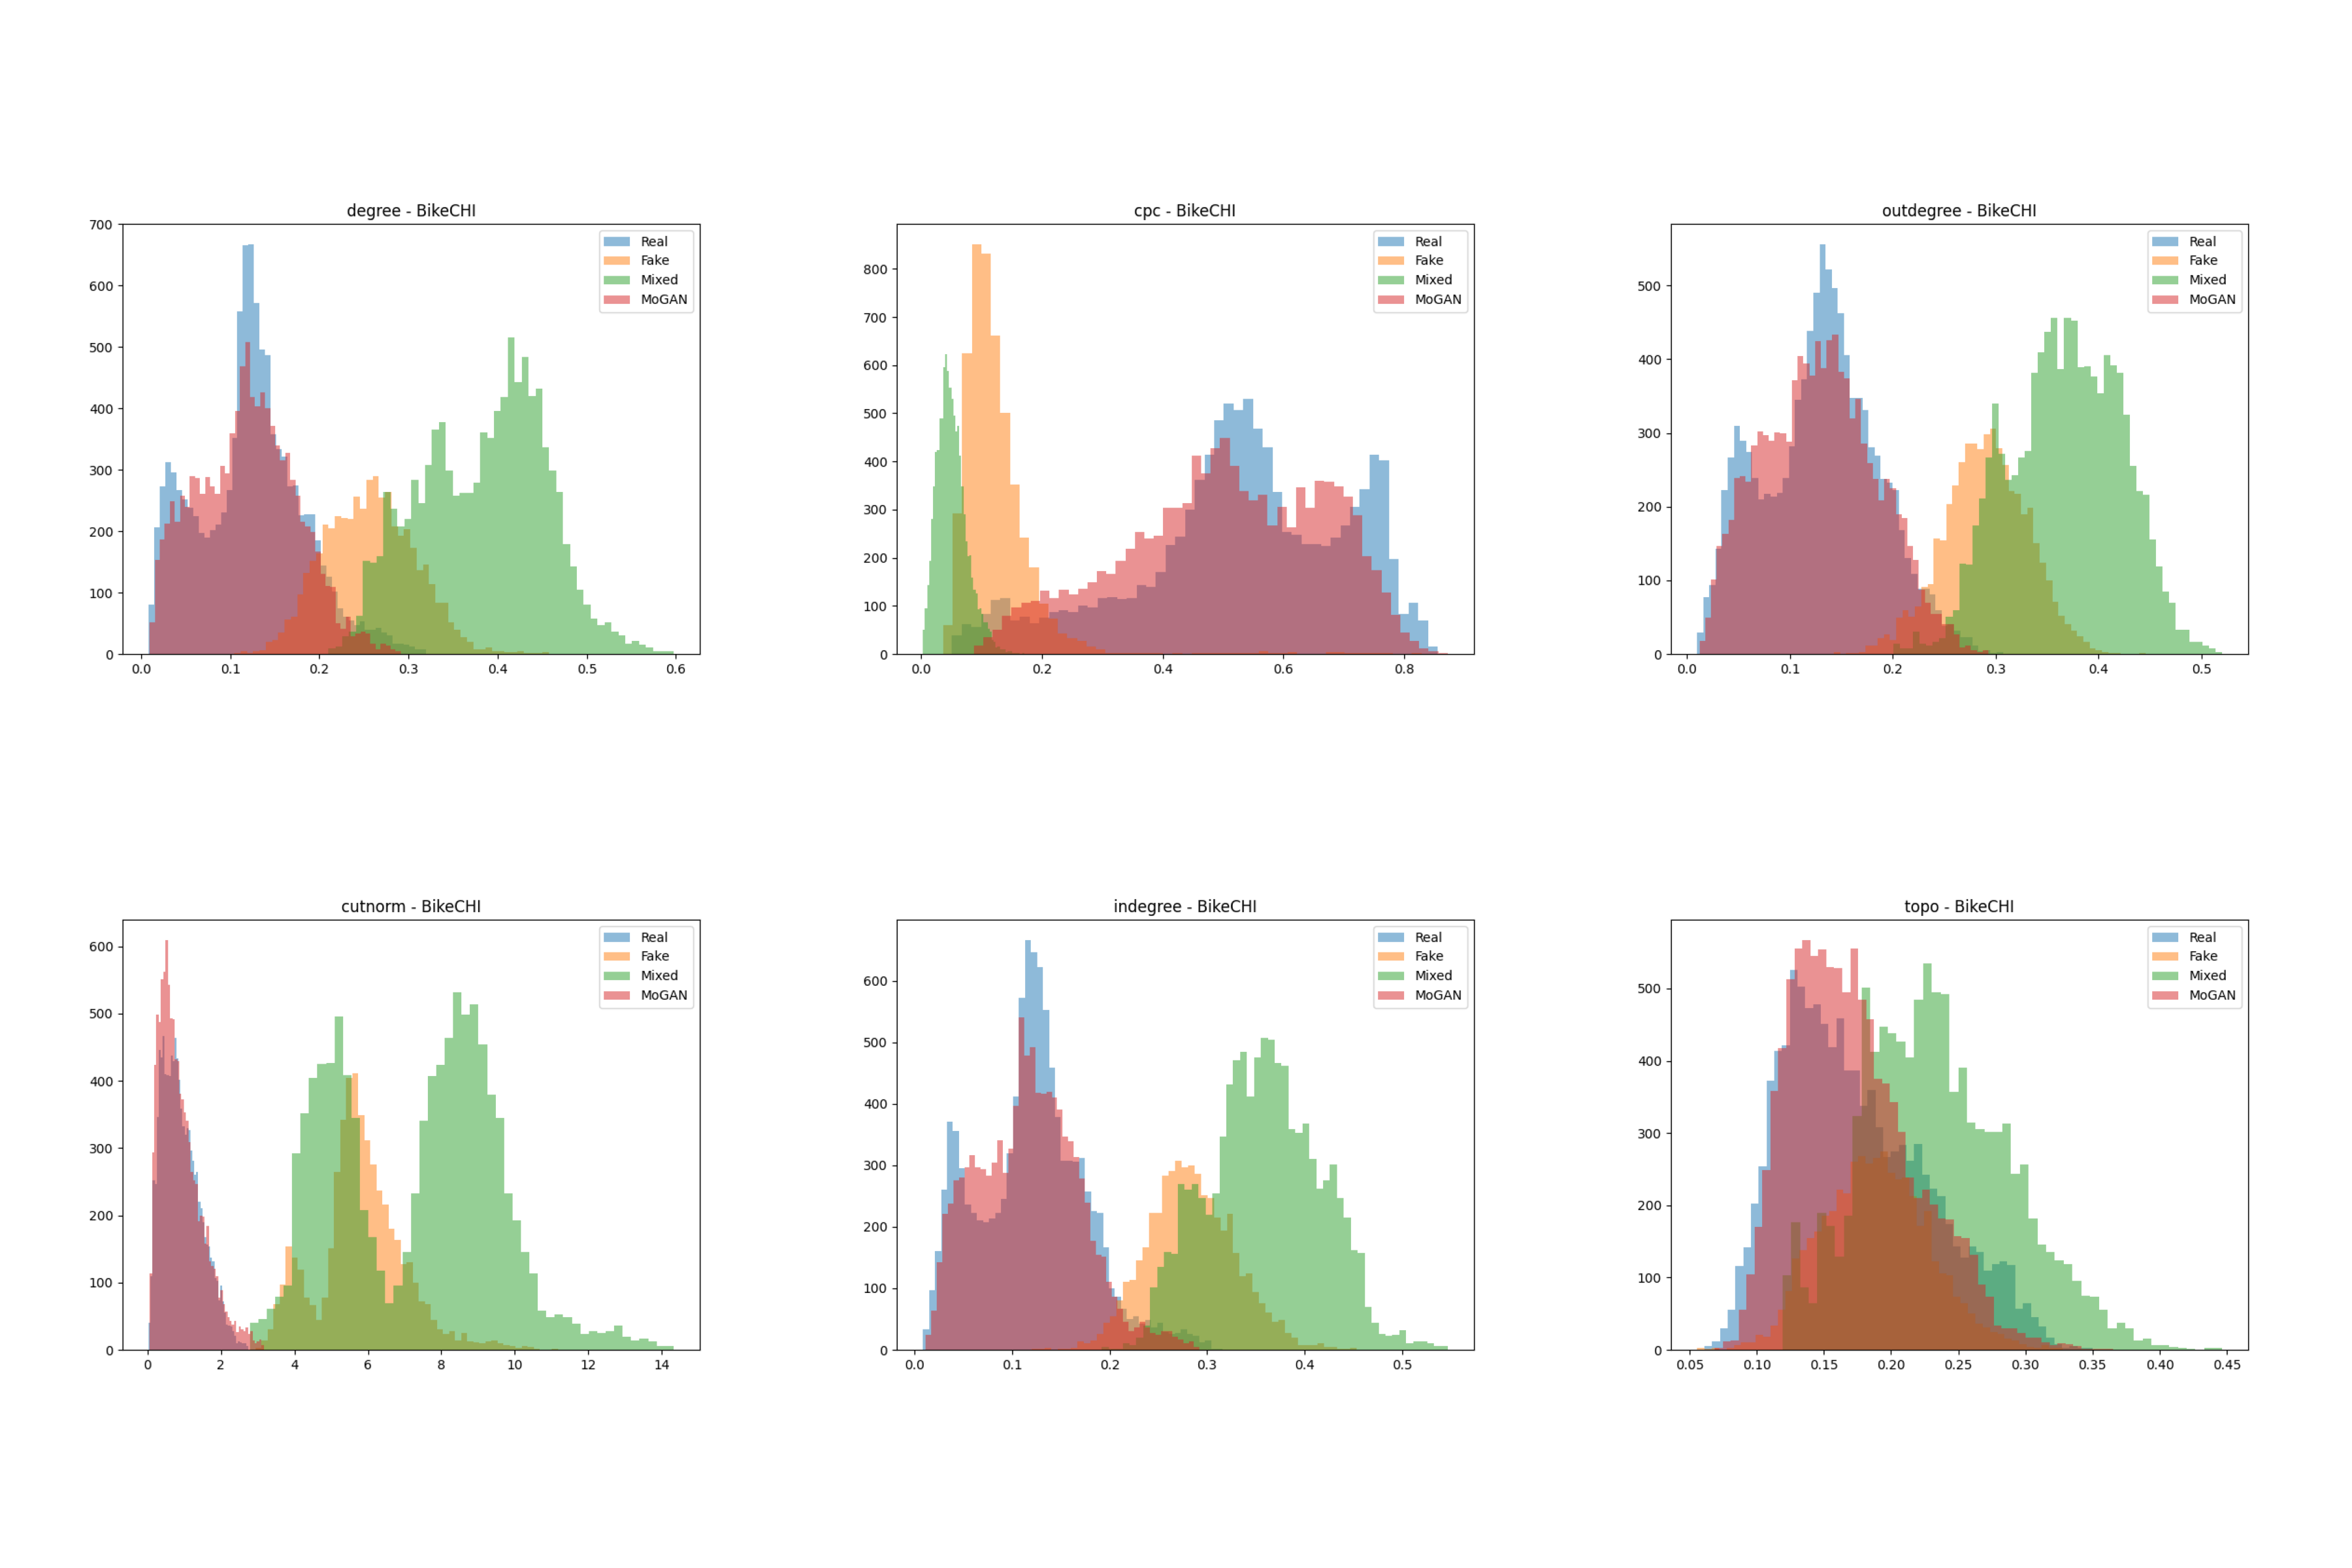 degree - BikeCHI
700
600
500
400
300
200
100
0
0.0 0.1 0.2 0.3 0.4 0.5 0.6
Real
Fake
Mixed
MoGAN
cpc - BikeCHI
800
700
600
500
400
300
200
100
0
0.0 0.2 0.4 0.6 0.8
Real
Fake
Mixed
MoGAN
outdegree - BikeCHI
500
400
300
200
100
0
0.0 0.1 0.2 0.3 0.4 0.5
Real
Fake
Mixed
MoGAN
cutnorm - BikeCHI
600
500
400
300
200
100
0
0 2 4 6 8 10 12 14
Real
Fake
Mixed
MoGAN
indegree - BikeCHI
600
500
400
300
200
100
0
0.0 0.1 0.2 0.3 0.4 0.5
Real
Fake
Mixed
MoGAN
topo - BikeCHI
500
400
300
200
100
0
0.05 0.10 0.15 0.20 0.25 0.30 0.35 0.40 0.45
Real
Fake
Mixed
MoGAN